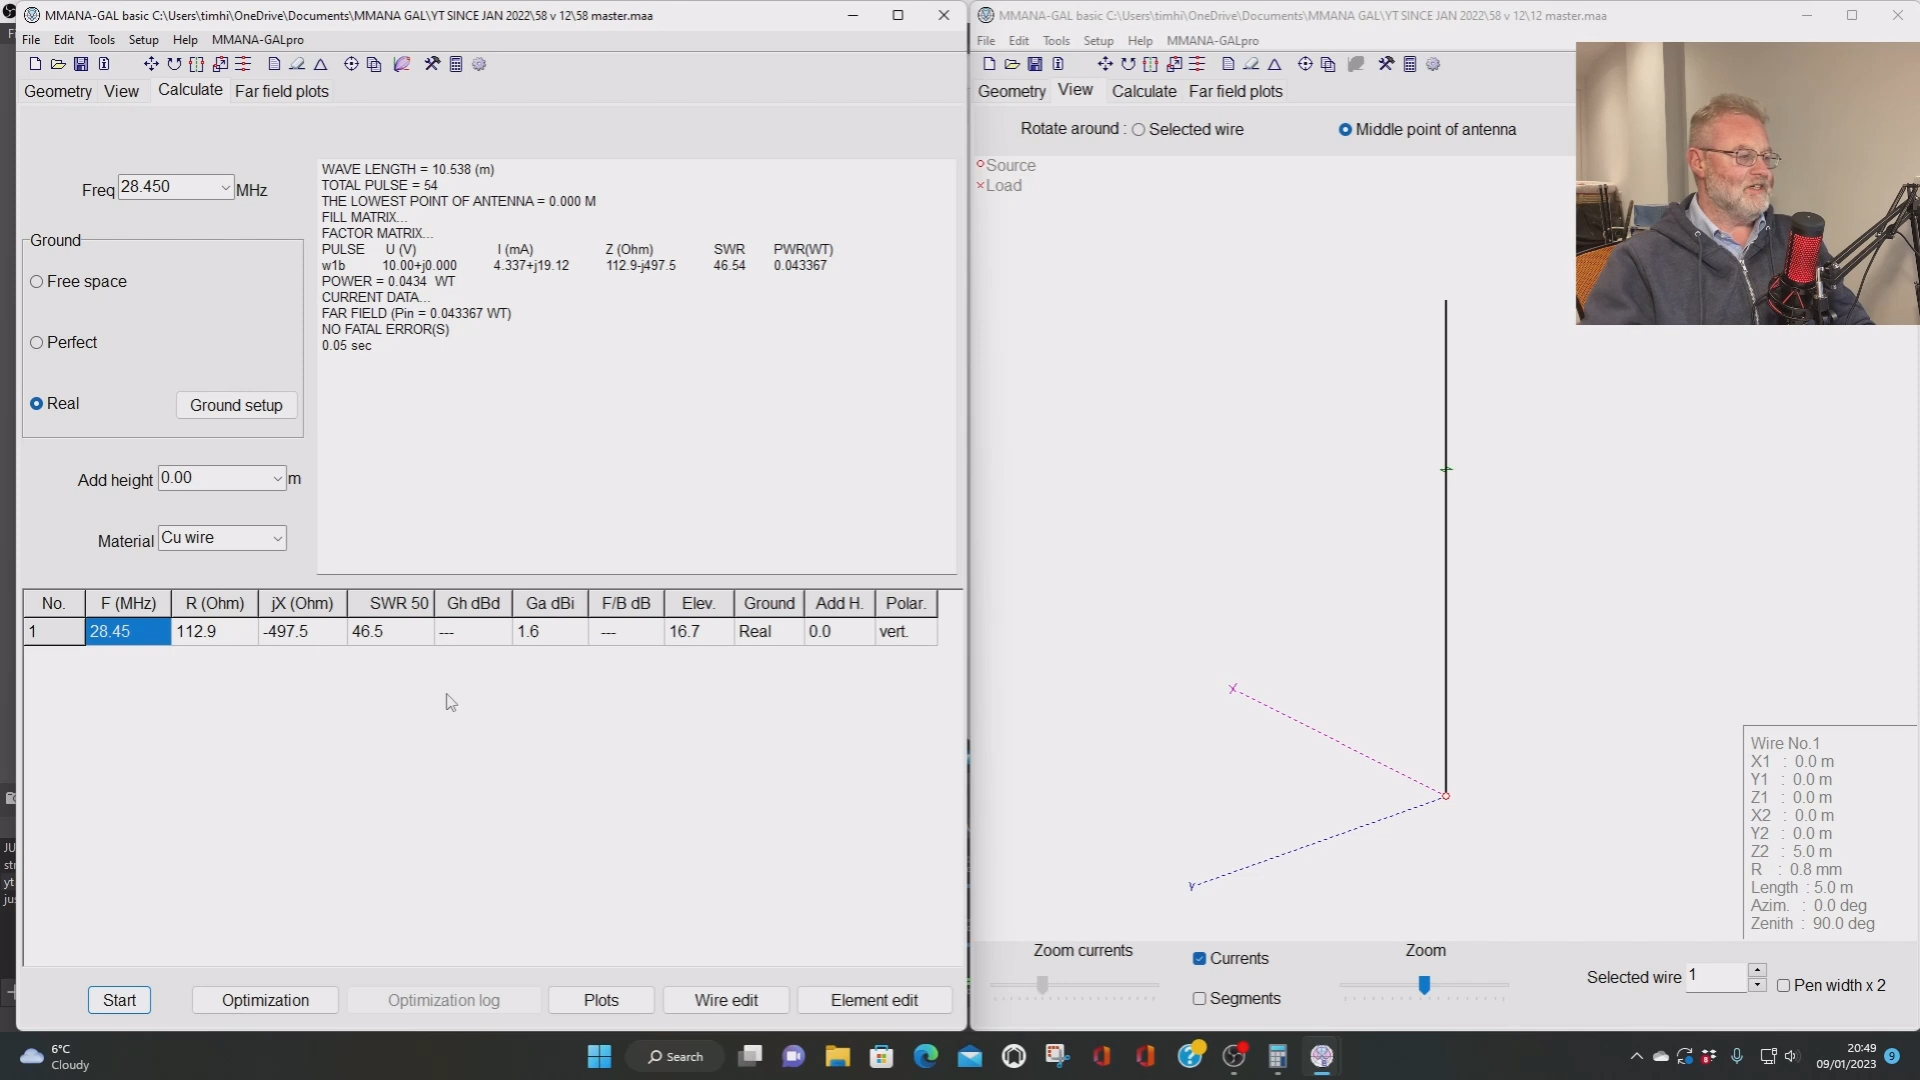 MMANA-GAL basic C:\Users\timhi\OneDrive\Documents\MMANA GAL\YT SINCE JAN 2022\58 v 12\58 master.maa
File Edit Tools Setup Help MMANA-GALpro
Geometry View Calculate Far field plots
Freq 28.450 MHz
Ground
Free space
Perfect
Real Ground setup
Add height 0.00 m
Material Cu wire
WAVE LENGTH = 10.538 (m)
TOTAL PULSE = 54
THE LOWEST POINT OF ANTENNA = 0.000 M
FILL MATRIX...
FACTOR MATRIX...
PULSE U (V) I (mA) Z (Ohm) SWR PWR(WT)
w1b 10.00+j0.000 4.337+j19.12 112.9-j497.5 46.54 0.043367
POWER = 0.0434 WT
CURRENT DATA...
FAR FIELD (Pin = 0.043367 WT)
NO FATAL ERROR(S)
0.05 sec
No. F (MHz) R (Ohm) jX (Ohm) SWR 50 Gh dBd Ga dBi F/B dB Elev. Ground Add H. Polar.
1 28.45 112.9 -497.5 46.5 --- 1.6 --- 16.7 Real 0.0 vert.
Start Optimization Optimization log Plots Wire edit Element edit
MMANA-GAL basic C:\Users\timhi\OneDrive\Documents\MMANA GAL\YT SINCE JAN 2022\58 v 12\12 master.maa
File Edit Tools Setup Help MMANA-GALpro
Geometry View Calculate Far field plots
Rotate around : Selected wire Middle point of antenna
Source
Load
X
Y
Wire No.1
X1 : 0.0 m
Y1 : 0.0 m
Z1 : 0.0 m
X2 : 0.0 m
Y2 : 0.0 m
Z2 : 5.0 m
R : 0.8 mm
Length : 5.0 m
Azim. : 0.0 deg
Zenith : 90.0 deg
Zoom currents Currents Zoom
Segments
Selected wire 1 Pen width x 2
JU
str
yt
jus
6°C
Cloudy
Search
20:49
09/01/2023
9